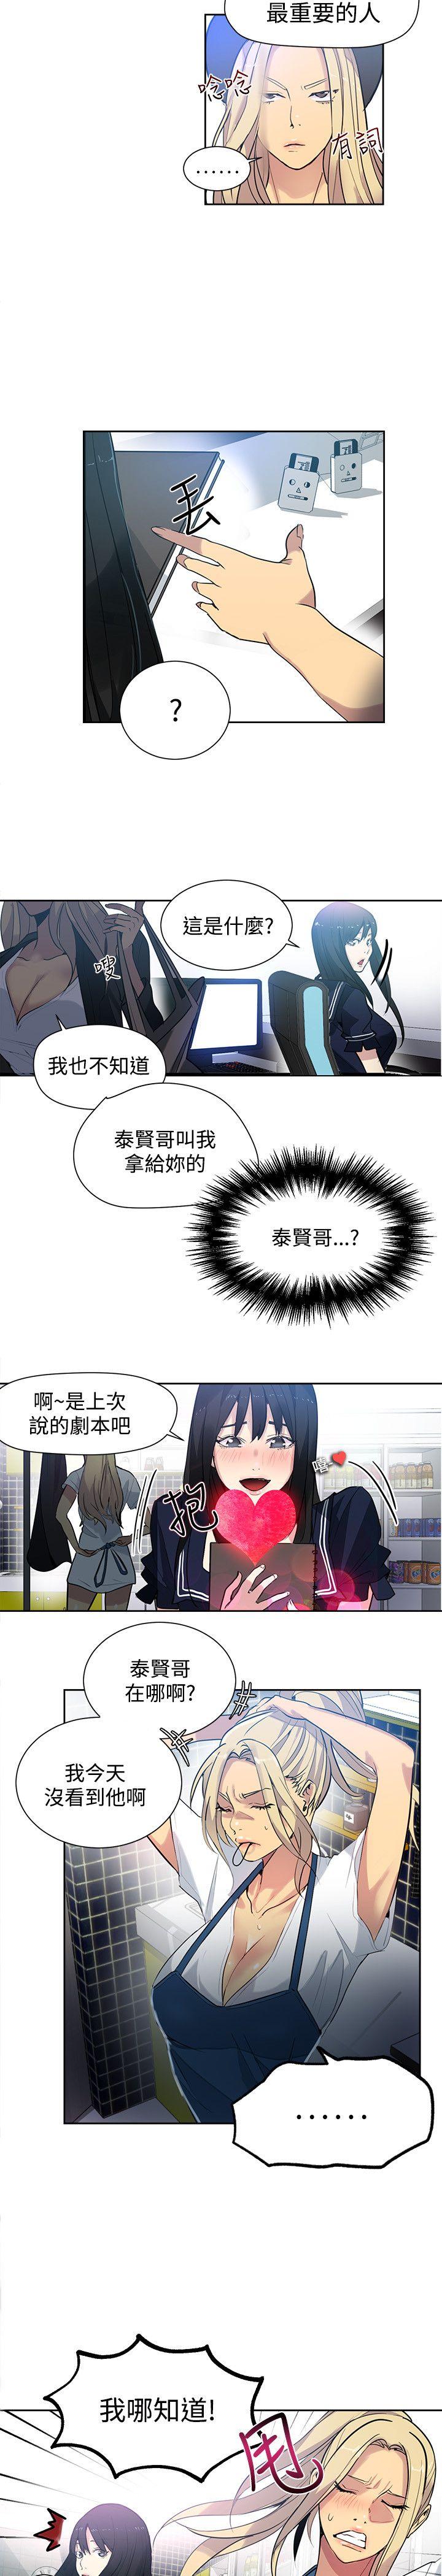 最重要的人
唸唸
有詞
......
丟
?
這是什麼?
嗖
我也不知道
泰賢哥叫我
拿給妳的
泰賢哥...?
啊~是上次
說的劇本吧
抱
嘿
泰賢哥
在哪啊?
我今天
沒看到他啊
......
我哪知道!
甩